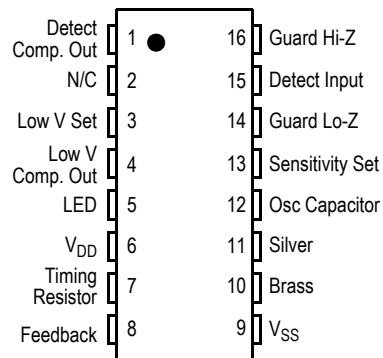 Detect
Comp. Out 1 16 Guard Hi-Z
N/C 2 15 Detect Input
Low V Set 3 14 Guard Lo-Z
Low V
Comp. Out 4 13 Sensitivity Set
LED 5 12 Osc Capacitor
VDD 6 11 Silver
Timing
Resistor 7 10 Brass
Feedback 8 9 VSS